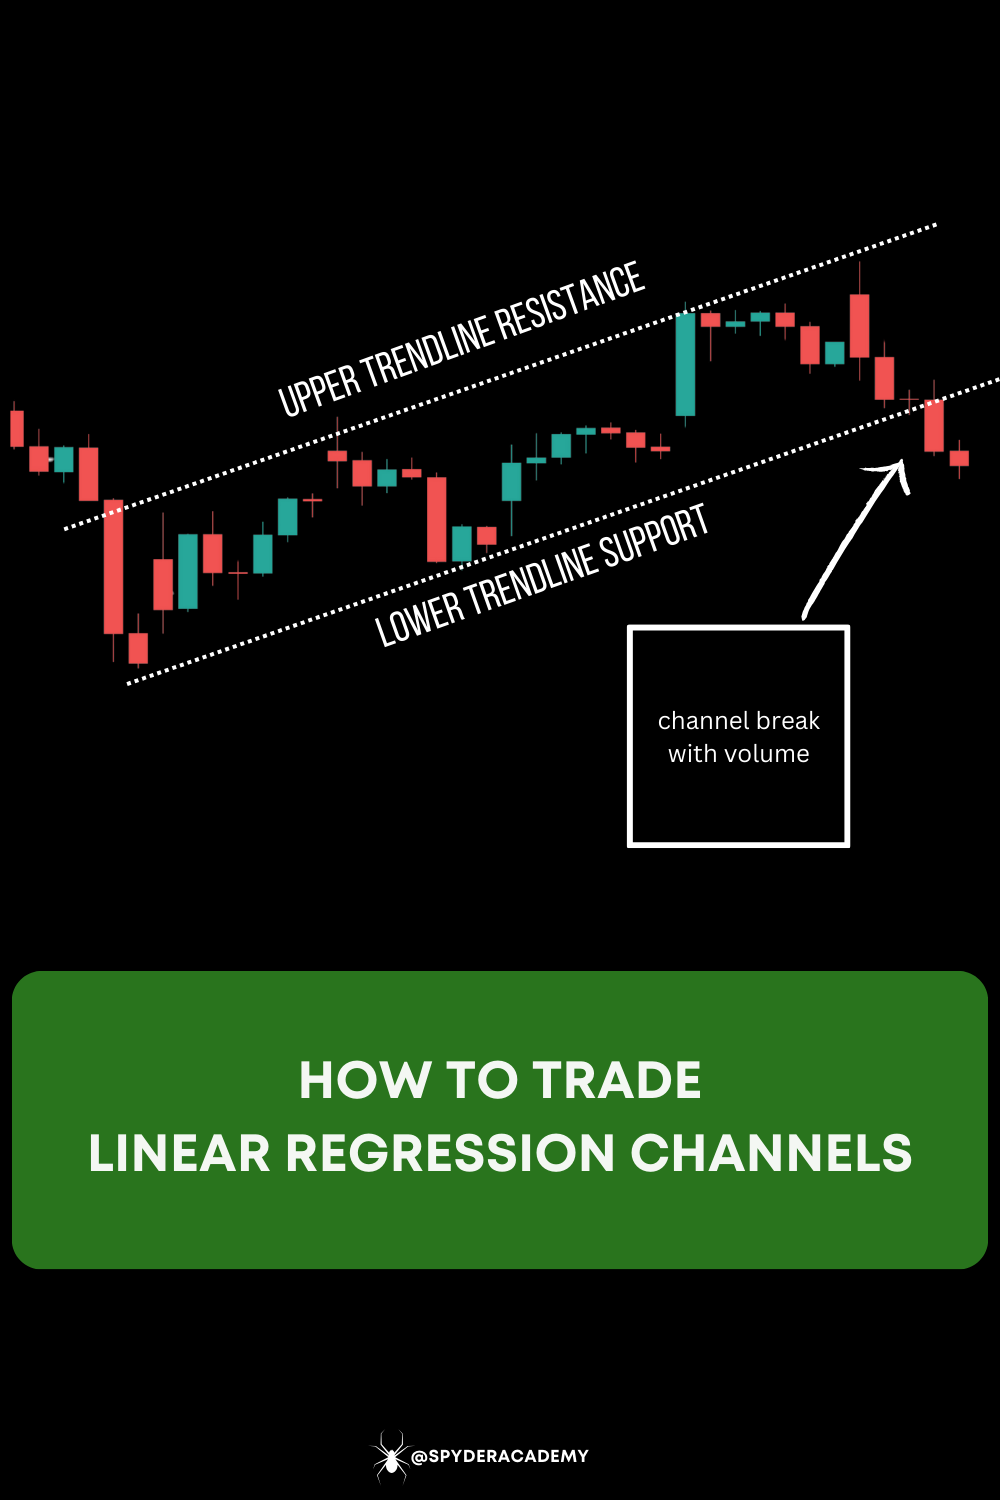 UPPER TRENDLINE RESISTANCE
LOWER TRENDLINE SUPPORT
channel break
with volume
HOW TO TRADE
LINEAR REGRESSION CHANNELS
@SPYDERACADEMY